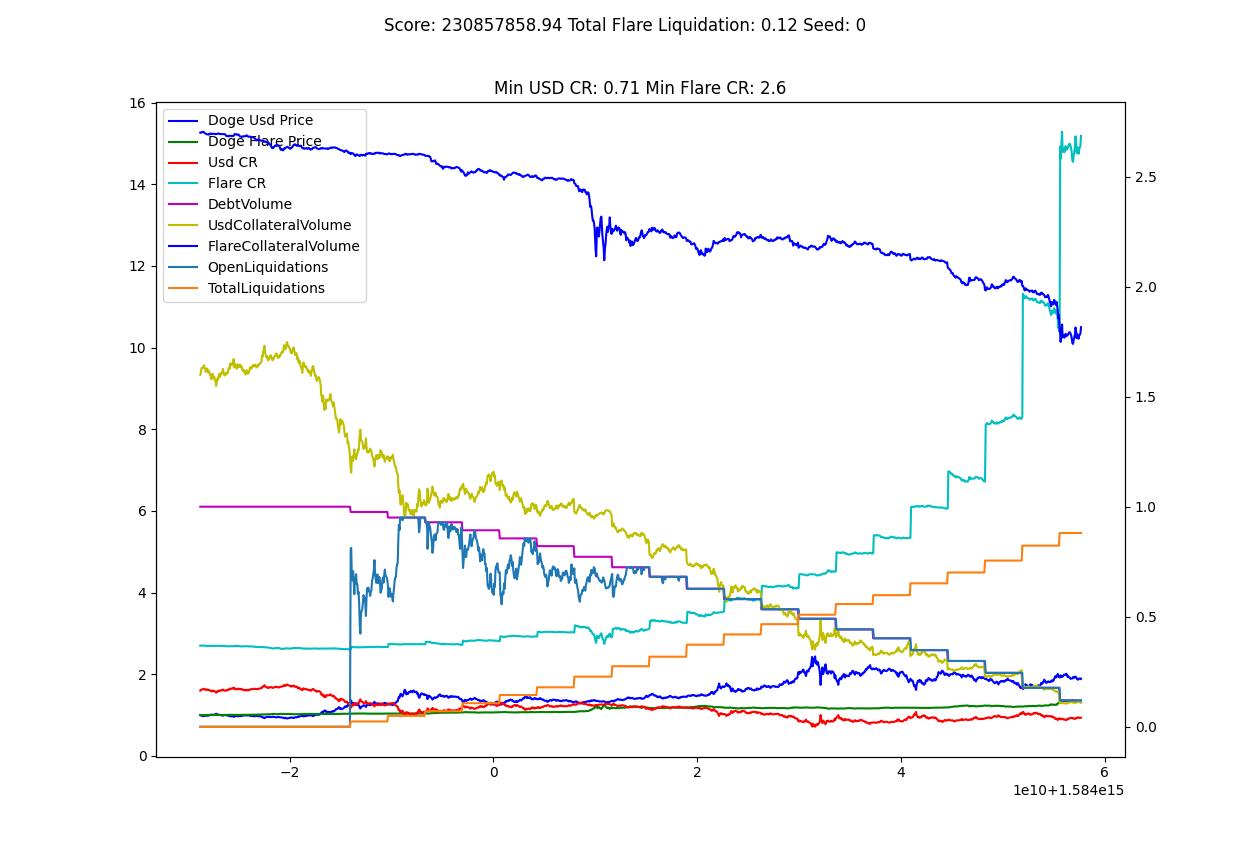 Score: 230857858.94 Total Flare Liquidation: 0.12 Seed: 0
Min USD CR: 0.71 Min Flare CR: 2.6
Doge Usd Price
Doge Flare Price
Usd CR
Flare CR
DebtVolume
UsdCollateralVolume
FlareCollateralVolume
OpenLiquidations
TotalLiquidations
16
14
12
10
8
6
4
2
0
2.5
2.0
1.5
1.0
0.5
0.0
−2
0
2
4
6
1e10+1.584e15